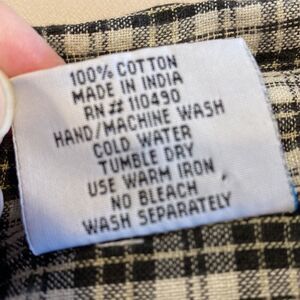 100% COTTON
MADE IN INDIA
RN # 110490
HAND/MACHINE WASH
COLD WATER
TUMBLE DRY
USE WARM IRON
NO BLEACH
WASH SEPARATELY